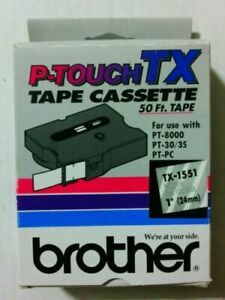 P-TOUCH TX
TAPE CASSETTE
50 FT. TAPE
For use with
PT-8000
PT-30/35
PT-PC
TX-1551
1" (24mm)
We're at your side.
brother®